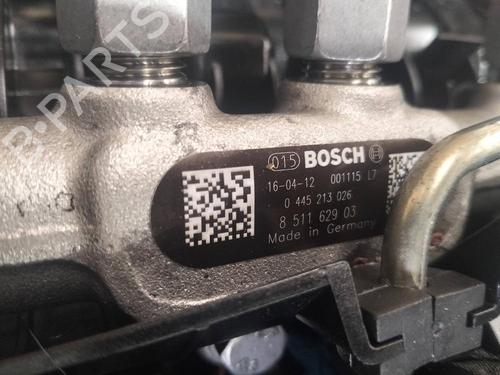 B-PARTS
015 BOSCH
16-04-12 001115 L7
0 445 213 026
8 511 629 03
Made in Germany